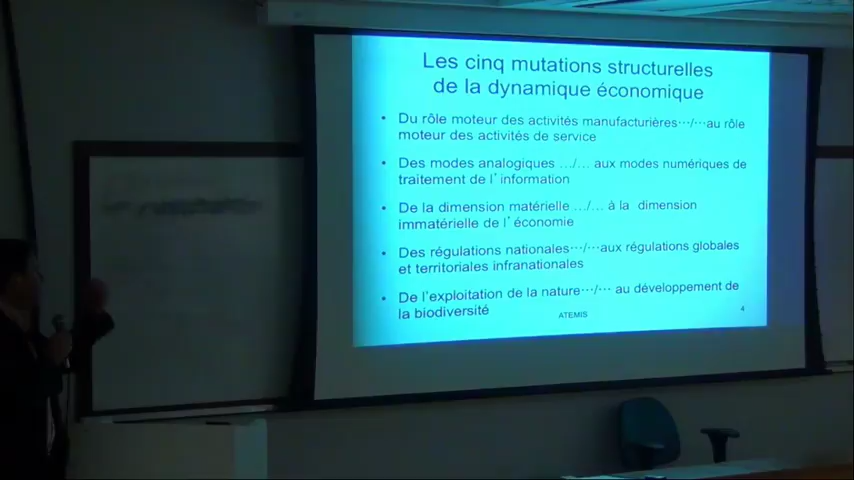 Les cinq mutations structurelles
de la dynamique économique
• Du rôle moteur des activités manufacturières…/…au rôle
moteur des activités de service
• Des modes analogiques …/… aux modes numériques de
traitement de l’information
• De la dimension matérielle …/… à la dimension
immatérielle de l’économie
• Des régulations nationales…/…aux régulations globales
et territoriales infranationales
• De l’exploitation de la nature…/… au développement de
la biodiversité
ATEMIS
4